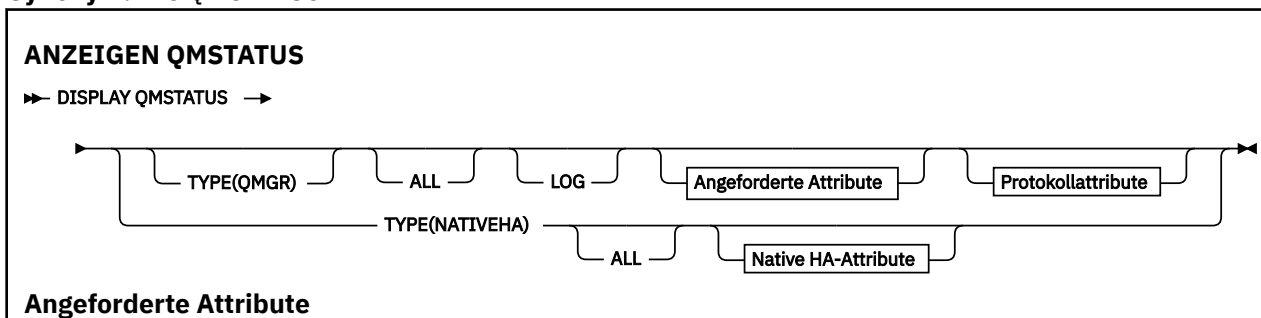 ANZEIGEN QMSTATUS
DISPLAY QMSTATUS
TYPE(QMGR) ALL LOG Angeforderte Attribute Protokollattribute
TYPE(NATIVEHA)
ALL Native HA-Attribute
Angeforderte Attribute